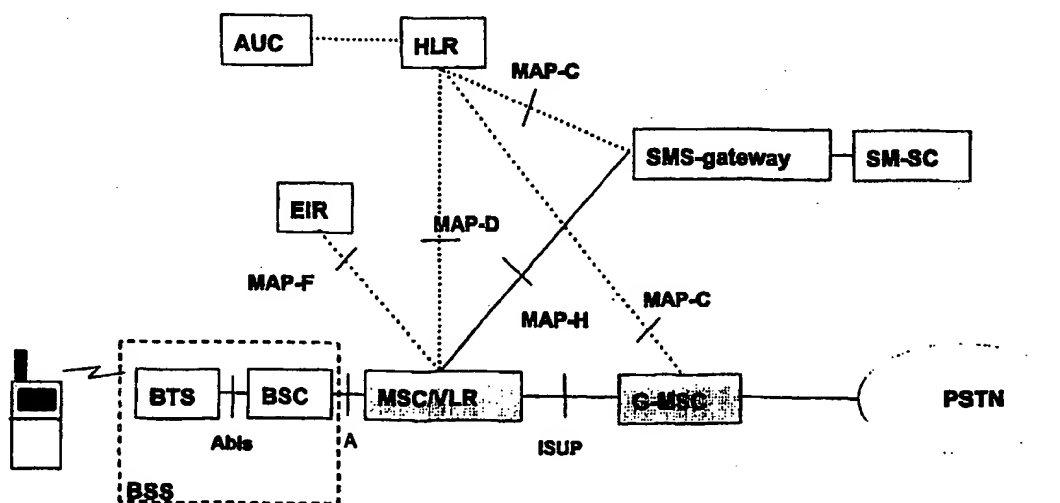 AUC
HLR
MAP-C
SMS-gateway
SM-SC
EIR
MAP-D
MAP-F
MAP-H
MAP-C
BTS
BSC
MSC/VLR
G-MSC
PSTN
Abis
A
ISUP
BSS